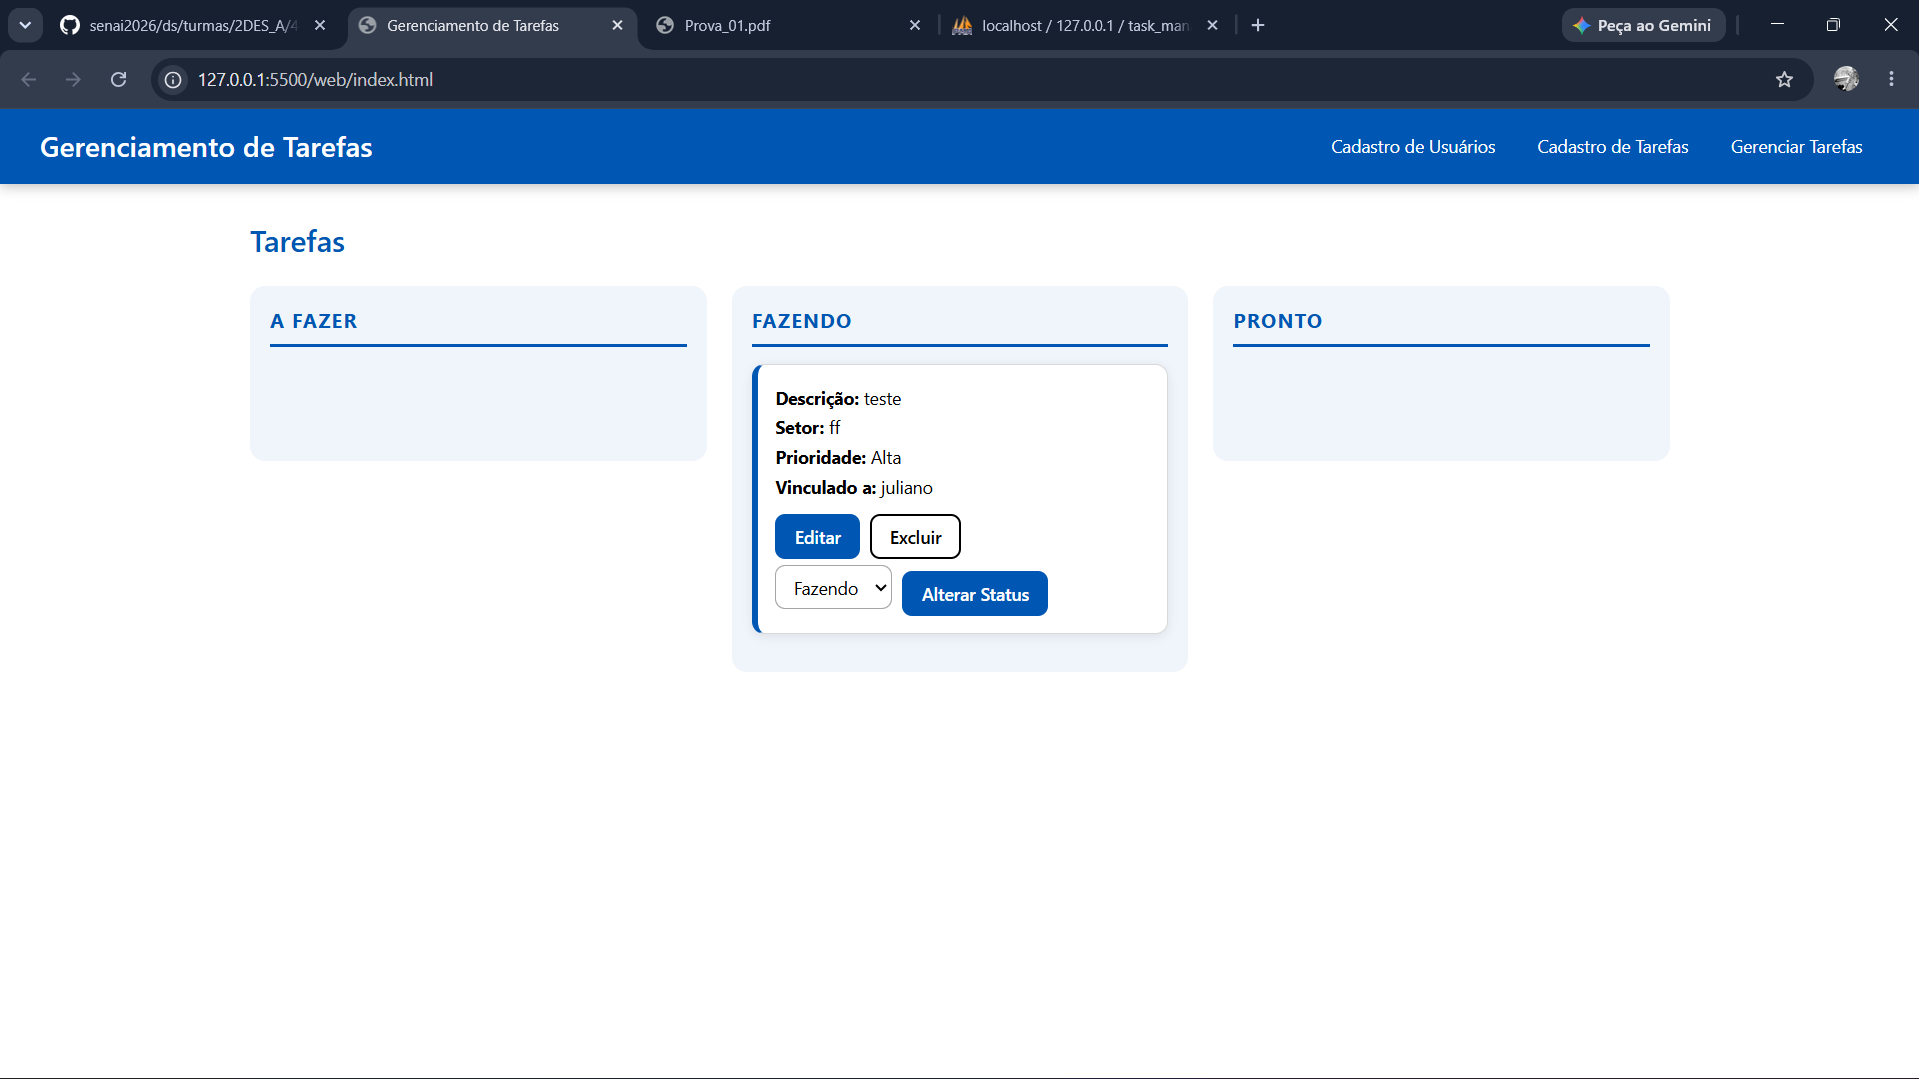 senai2026/ds/turmas/2DES_A/4
Gerenciamento de Tarefas
Prova_01.pdf
localhost / 127.0.0.1 / task_man
Peça ao Gemini
127.0.0.1:5500/web/index.html
Gerenciamento de Tarefas
Cadastro de Usuários
Cadastro de Tarefas
Gerenciar Tarefas
Tarefas
A FAZER
FAZENDO
Descrição: teste
Setor: ff
Prioridade: Alta
Vinculado a: juliano
Editar
Excluir
Fazendo
Alterar Status
PRONTO